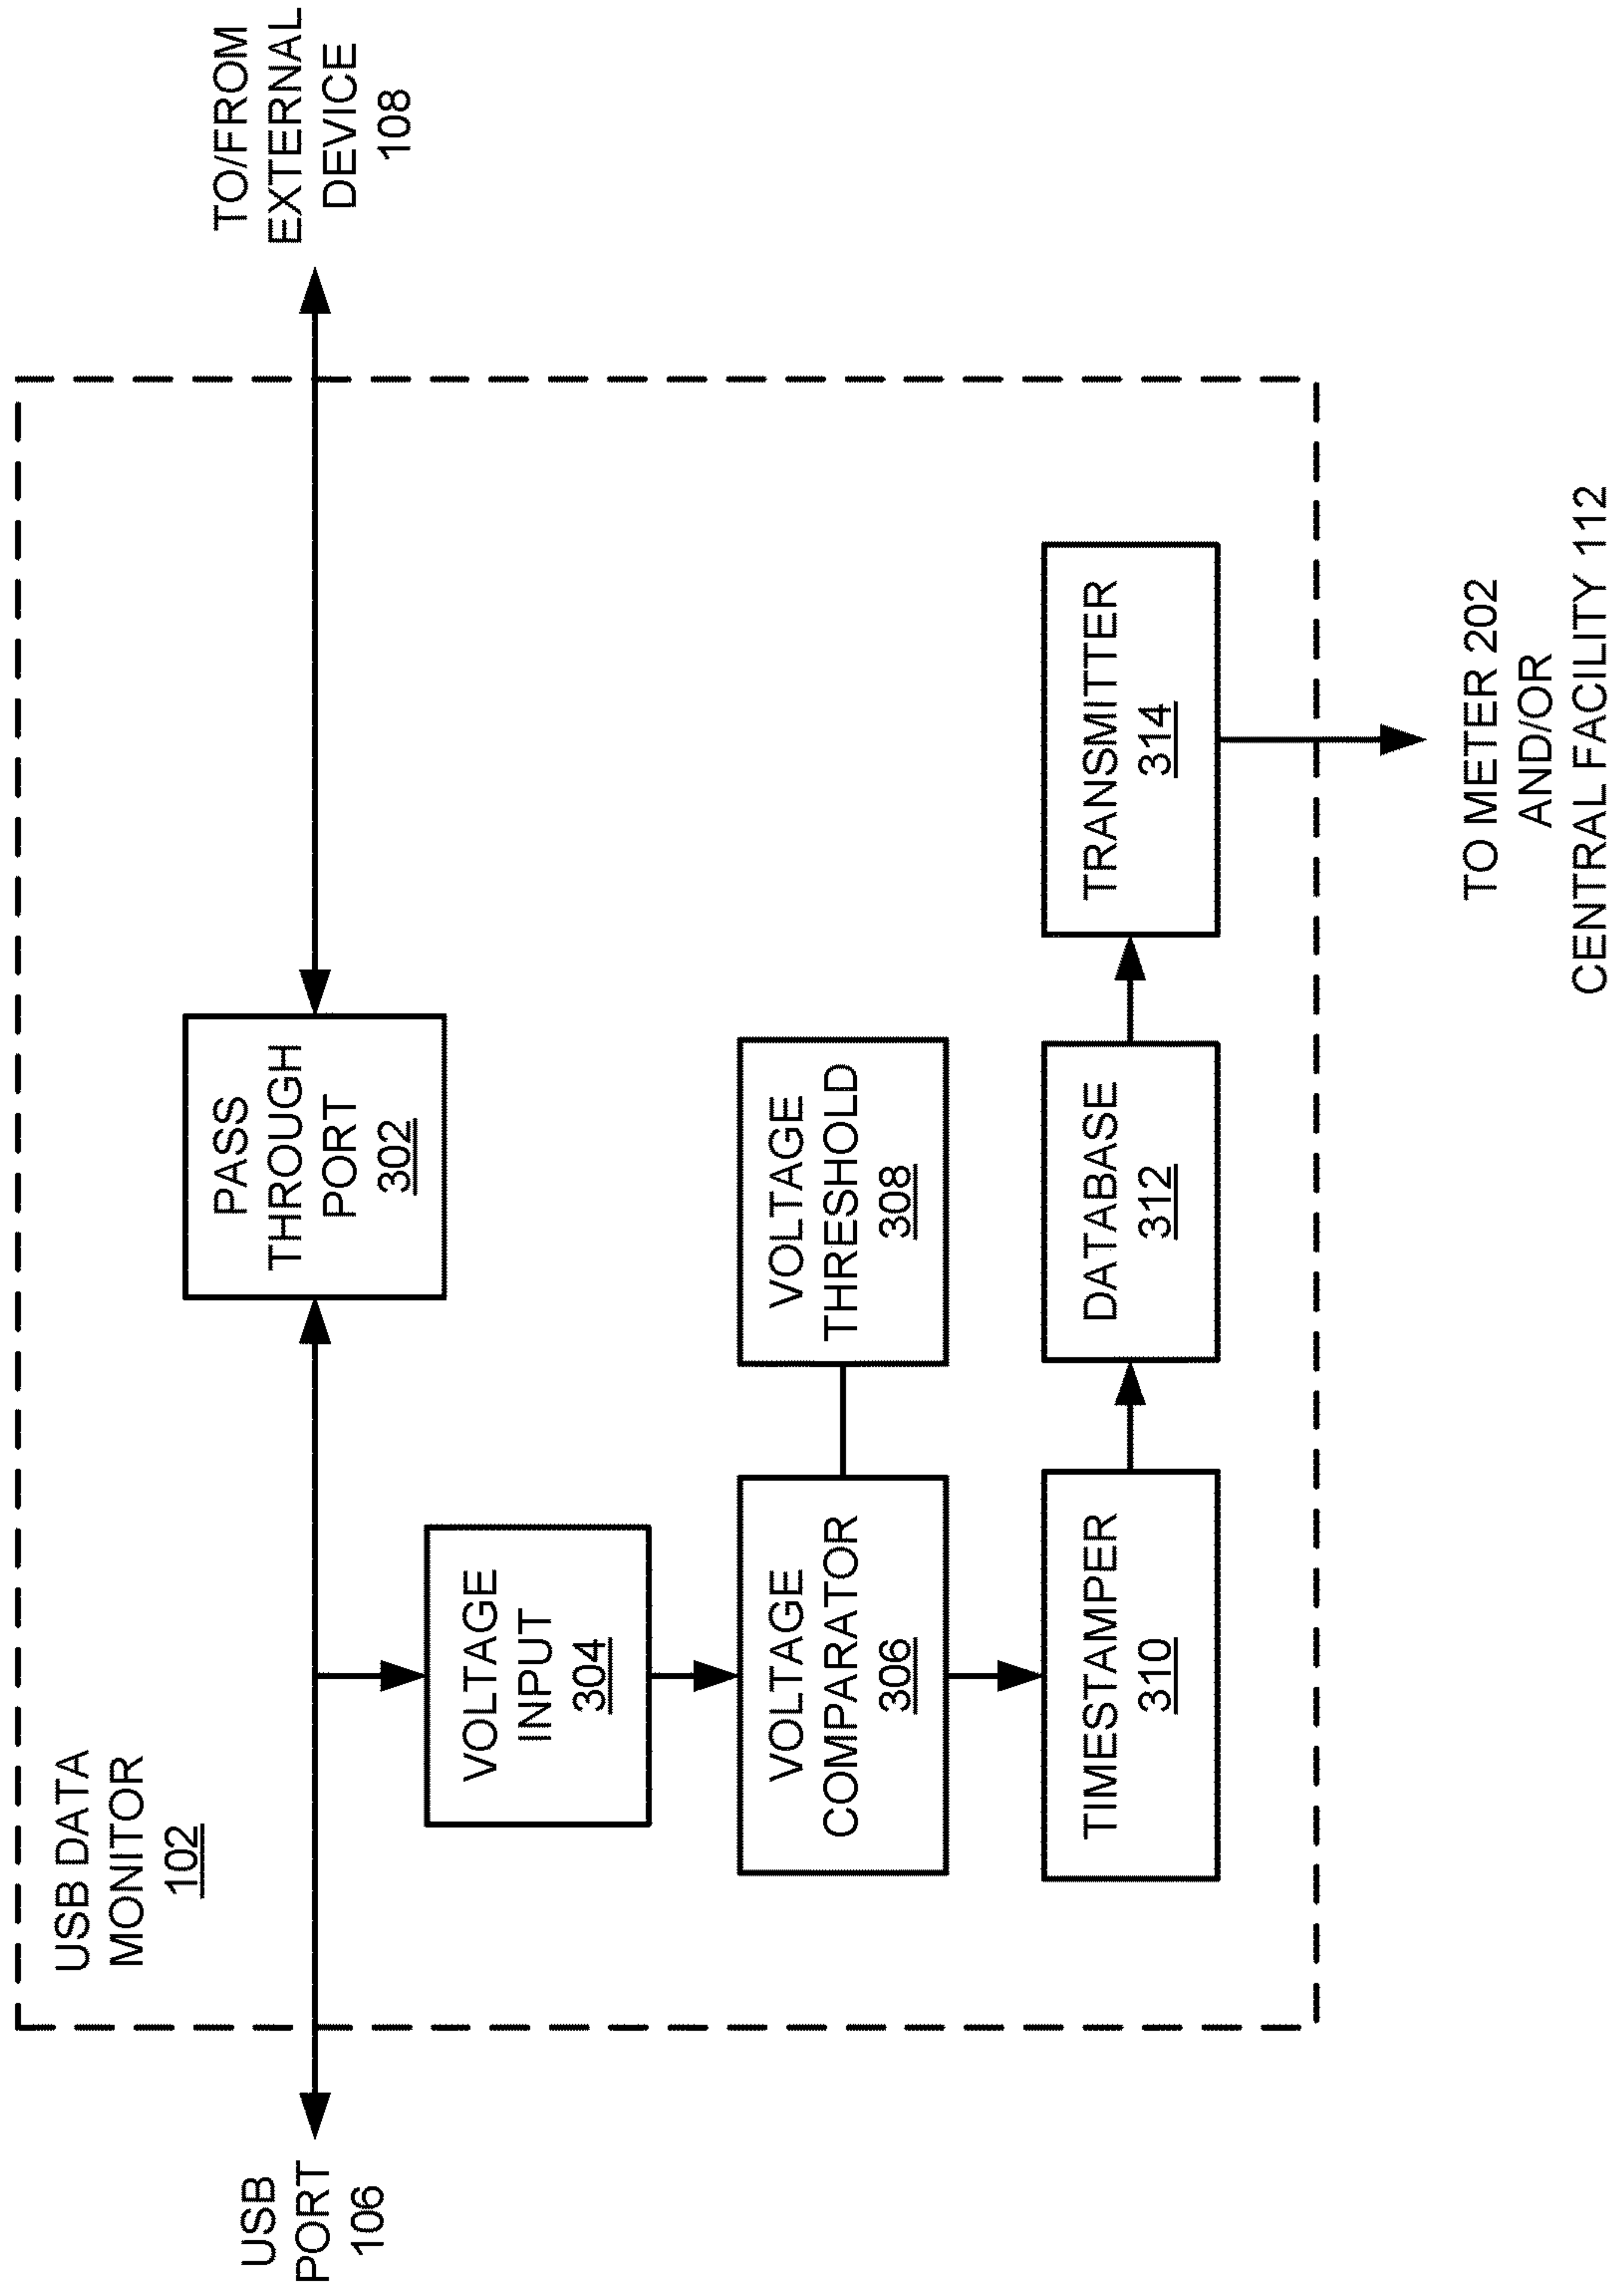 USB DATA
MONITOR
102
USB
PORT
106
PASS
THROUGH
PORT
302
TO/FROM
EXTERNAL
DEVICE
108
VOLTAGE
INPUT
304
VOLTAGE
COMPARATOR
306
VOLTAGE
THRESHOLD
308
TIMESTAMPER
310
DATABASE
312
TRANSMITTER
314
TO METER 202
AND/OR
CENTRAL FACILITY 112